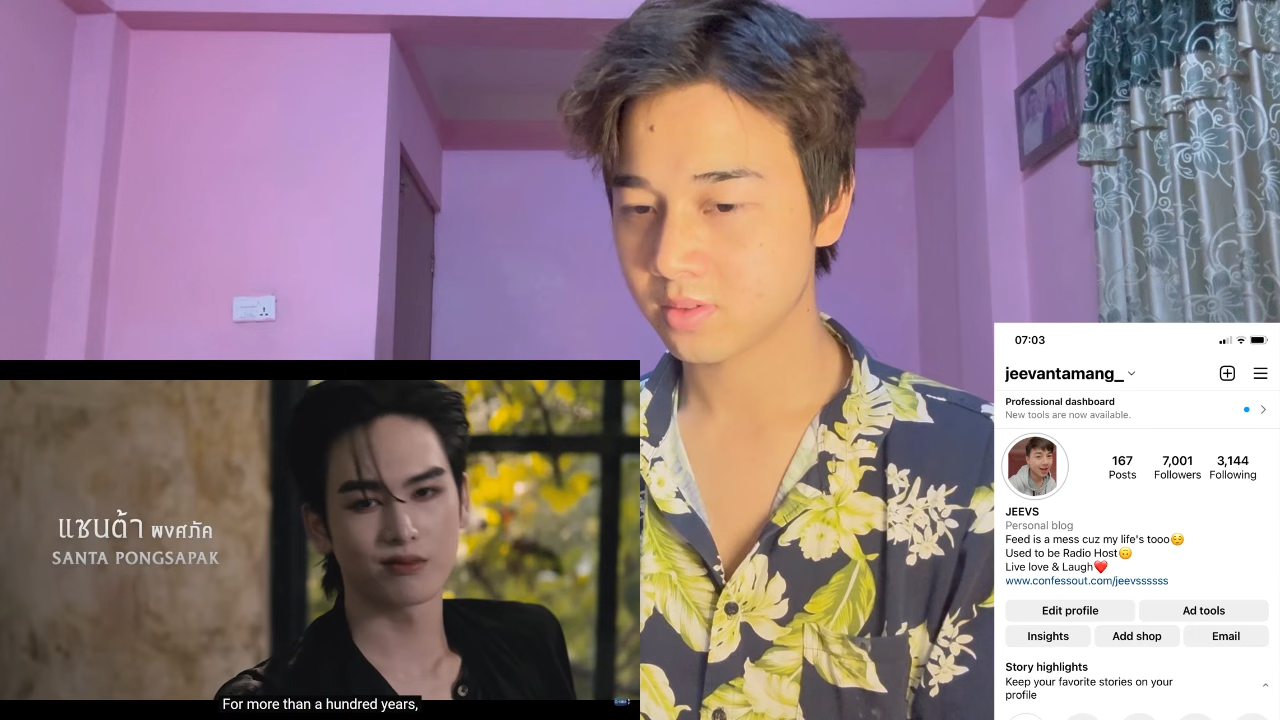 แซนต้า พงศภัค
SANTA PONGSAPAK
For more than a hundred years,
07:03
jeevantamang_
Professional dashboard
New tools are now available.
167
7,001
3,144
Posts
Followers
Following
JEEVS
Personal blog
Feed is a mess cuz my life's tooo😌
Used to be Radio Host🙃
Live love & Laugh❤️
www.confessout.com/jeevssssss
Edit profile
Ad tools
Insights
Add shop
Email
Story highlights
Keep your favorite stories on your
profile